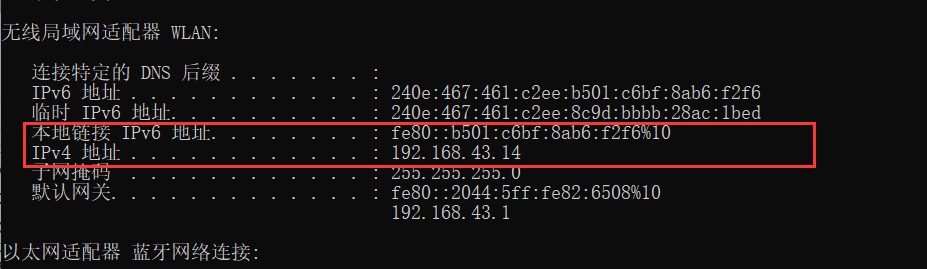 无线局域网适配器 WLAN:
连接特定的 DNS 后缀 . . . . . . . :
IPv6 地址 . . . . . . . . . . . . : 240e:467:461:c2ee:b501:c6bf:8ab6:f2f6
临时 IPv6 地址. . . . . . . . . . : 240e:467:461:c2ee:8c9d:bbbb:28ac:1bed
本地链接 IPv6 地址. . . . . . . . : fe80::b501:c6bf:8ab6:f2f6%10
IPv4 地址 . . . . . . . . . . . . : 192.168.43.14
子网掩码 . . . . . . . . . . . . : 255.255.255.0
默认网关. . . . . . . . . . . . . : fe80::2044:5ff:fe82:6508%10
192.168.43.1
以太网适配器 蓝牙网络连接: